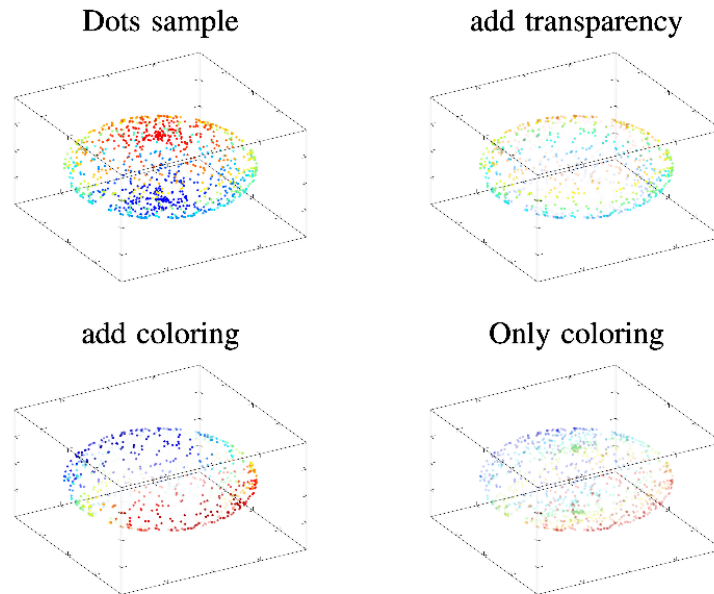 Dots sample
add transparency
add coloring
Only coloring